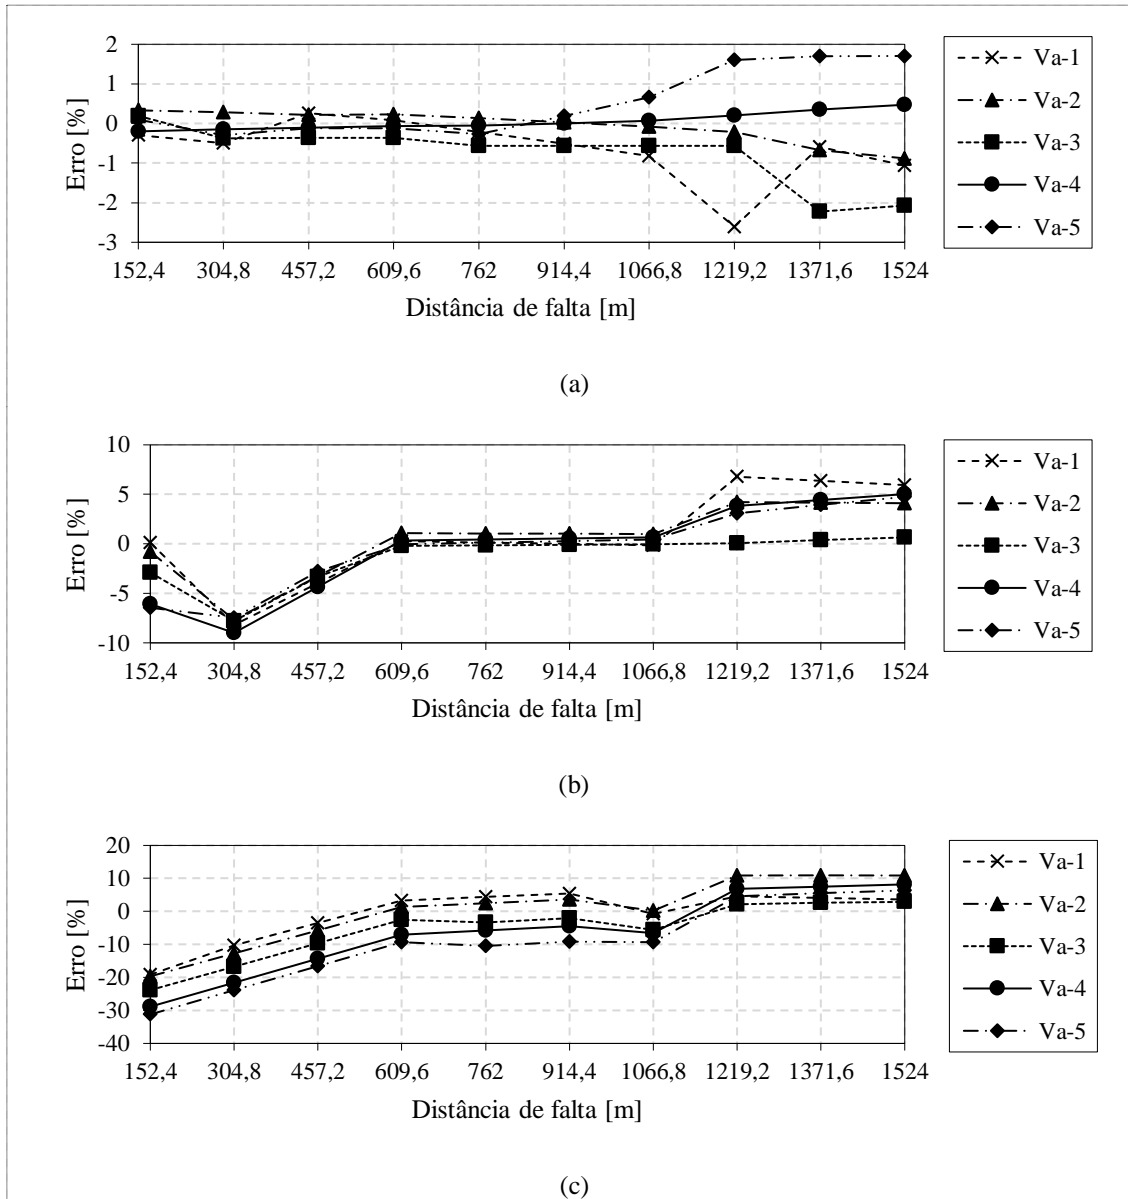 2
1
0
-1
-2
-3
Erro [%]
152,4 304,8 457,2 609,6 762 914,4 1066,8 1219,2 1371,6 1524
Distância de falta [m]
Va-1
Va-2
Va-3
Va-4
Va-5
(a)
10
5
0
-5
-10
Erro [%]
152,4 304,8 457,2 609,6 762 914,4 1066,8 1219,2 1371,6 1524
Distância de falta [m]
Va-1
Va-2
Va-3
Va-4
Va-5
(b)
20
10
0
-10
-20
-30
-40
Erro [%]
152,4 304,8 457,2 609,6 762 914,4 1066,8 1219,2 1371,6 1524
Distância de falta [m]
Va-1
Va-2
Va-3
Va-4
Va-5
(c)